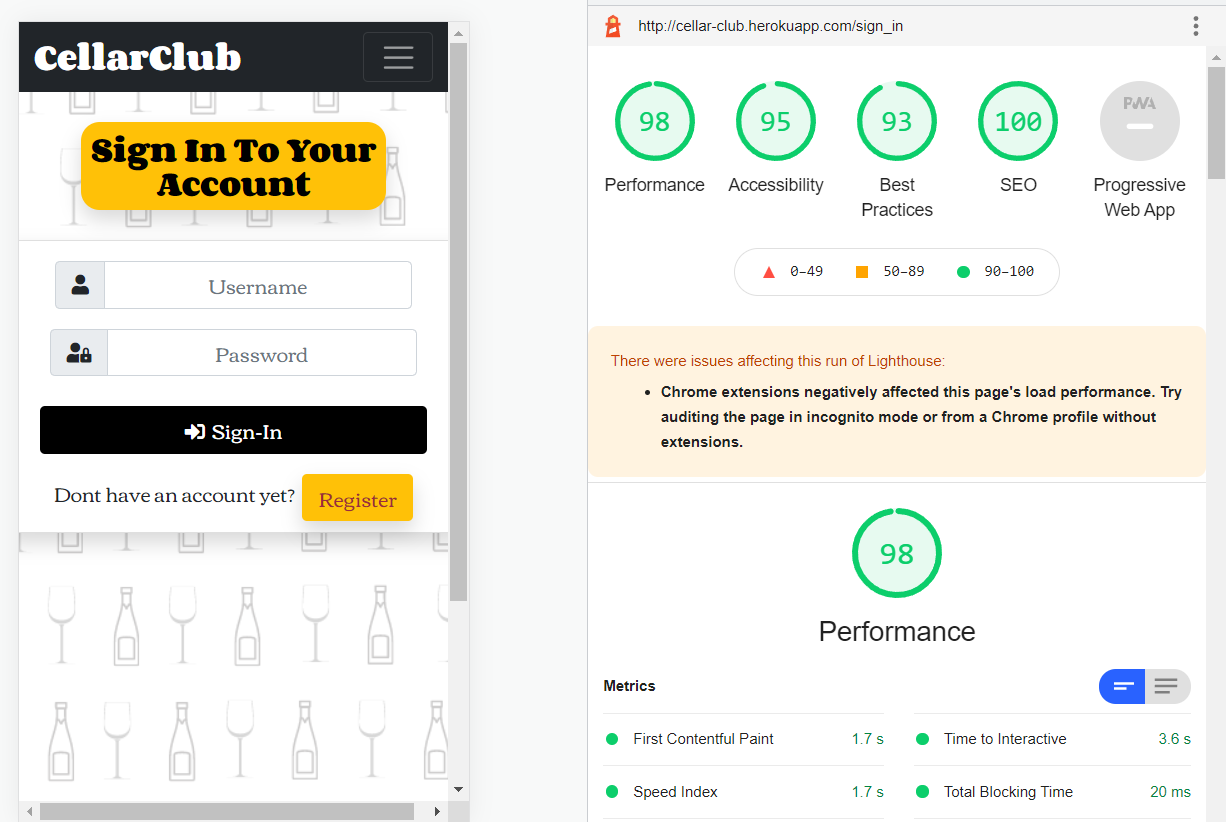 CellarClub
Sign In To Your
Account
Username
Password
Sign-In
Dont have an account yet? Register
http://cellar-club.herokuapp.com/sign_in
98
95
93
100
PWA
Performance
Accessibility
Best
Practices
SEO
Progressive
Web App
0–49
50–89
90–100
There were issues affecting this run of Lighthouse:
• Chrome extensions negatively affected this page's load performance. Try
auditing the page in incognito mode or from a Chrome profile without
extensions.
98
Performance
Metrics
First Contentful Paint 1.7 s
Time to Interactive 3.6 s
Speed Index 1.7 s
Total Blocking Time 20 ms